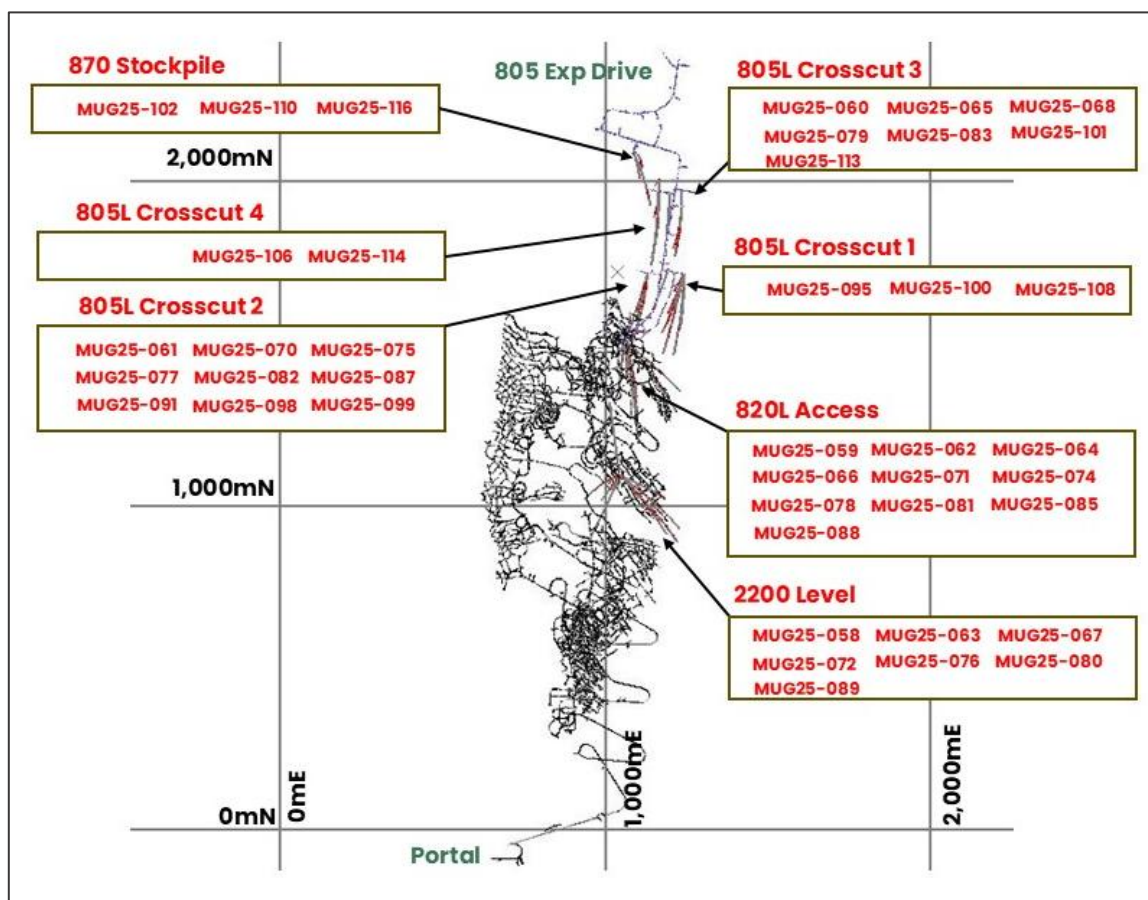 870 Stockpile
MUG25-102 MUG25-110 MUG25-116
805 Exp Drive
805L Crosscut 3
MUG25-060 MUG25-065 MUG25-068
MUG25-079 MUG25-083 MUG25-101
MUG25-113
2,000mN
805L Crosscut 4
MUG25-106 MUG25-114
805L Crosscut 1
MUG25-095 MUG25-100 MUG25-108
805L Crosscut 2
MUG25-061 MUG25-070 MUG25-075
MUG25-077 MUG25-082 MUG25-087
MUG25-091 MUG25-098 MUG25-099
820L Access
MUG25-059 MUG25-062 MUG25-064
MUG25-066 MUG25-071 MUG25-074
MUG25-078 MUG25-081 MUG25-085
MUG25-088
1,000mN
2200 Level
MUG25-058 MUG25-063 MUG25-067
MUG25-072 MUG25-076 MUG25-080
MUG25-089
0mN
0mE
1,000mE
2,000mE
Portal